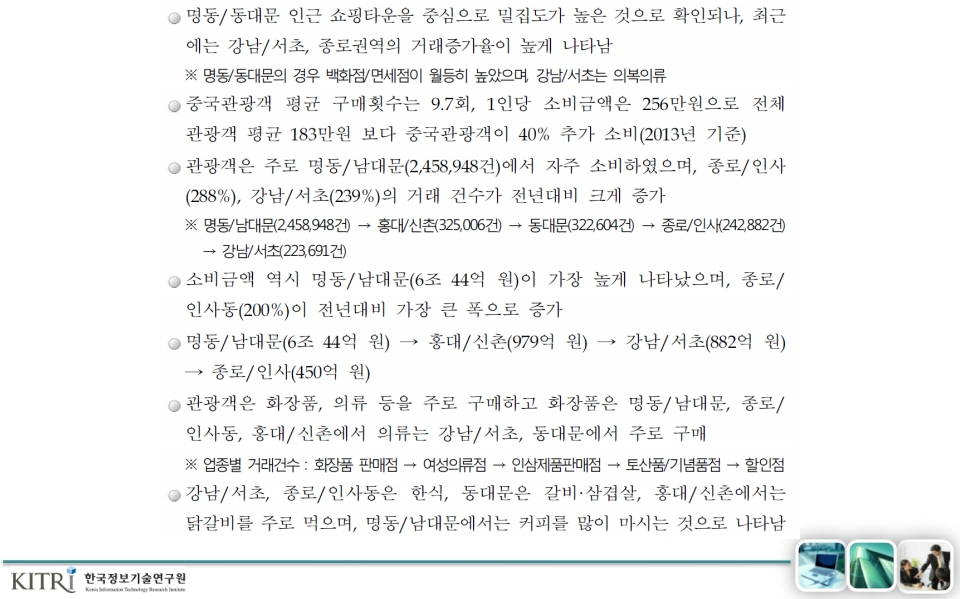 명동/동대문 인근 쇼핑타운을 중심으로 밀집도가 높은 것으로 확인되나, 최근
에는 강남/서초, 종로권역의 거래증가율이 높게 나타남
※ 명동/동대문의 경우 백화점/면세점이 월등히 높았으며, 강남/서초는 의복의류
중국관광객 평균 구매횟수는 9.7회, 1인당 소비금액은 256만원으로 전체
관광객 평균 183만원 보다 중국관광객이 40% 추가 소비(2013년 기준)
관광객은 주로 명동/남대문(2,458,948건)에서 자주 소비하였으며, 종로/인사
(288%), 강남/서초(239%)의 거래 건수가 전년대비 크게 증가
※ 명동/남대문(2,458,948건) → 홍대/신촌(325,006건) → 동대문(322,604건) → 종로/인사(242,882건)
→ 강남/서초(223,691건)
소비금액 역시 명동/남대문(6조 44억 원)이 가장 높게 나타났으며, 종로/
인사동(200%)이 전년대비 가장 큰 폭으로 증가
명동/남대문(6조 44억 원) → 홍대/신촌(979억 원) → 강남/서초(882억 원)
→ 종로/인사(450억 원)
관광객은 화장품, 의류 등을 주로 구매하고 화장품은 명동/남대문, 종로/
인사동, 홍대/신촌에서 의류는 강남/서초, 동대문에서 주로 구매
※ 업종별 거래건수 : 화장품 판매점 → 여성의류점 → 인삼제품판매점 → 토산품/기념품점 → 할인점
강남/서초, 종로/인사동은 한식, 동대문은 갈비·삼겹살, 홍대/신촌에서는
닭갈비를 주로 먹으며, 명동/남대문에서는 커피를 많이 마시는 것으로 나타남
KITRI 한국정보기술연구원
Korea Information Technology Research Institute